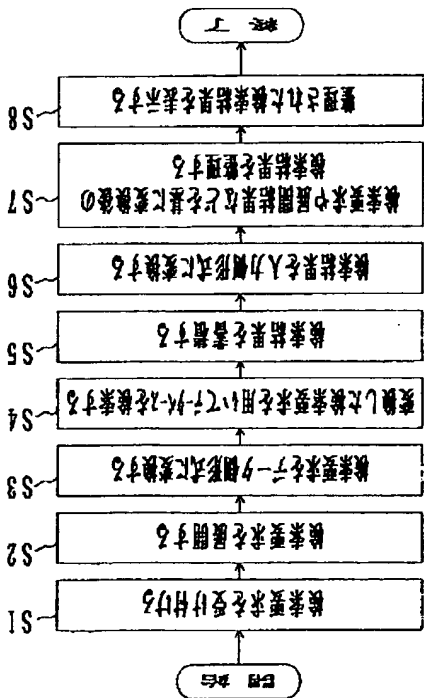 開始
S1
検索要求を受け付ける
S2
検索要求を展開する
S3
検索要求をデータ側形式に変換する
S4
変換した検索要求を用いてデータベースを検索する
S5
検索結果を蓄積する
S6
検索結果を入力側形式に変換する
S7
検索要求や展開結果などを基に変換後の
検索結果を整理する
S8
整理された検索結果を表示する
終了